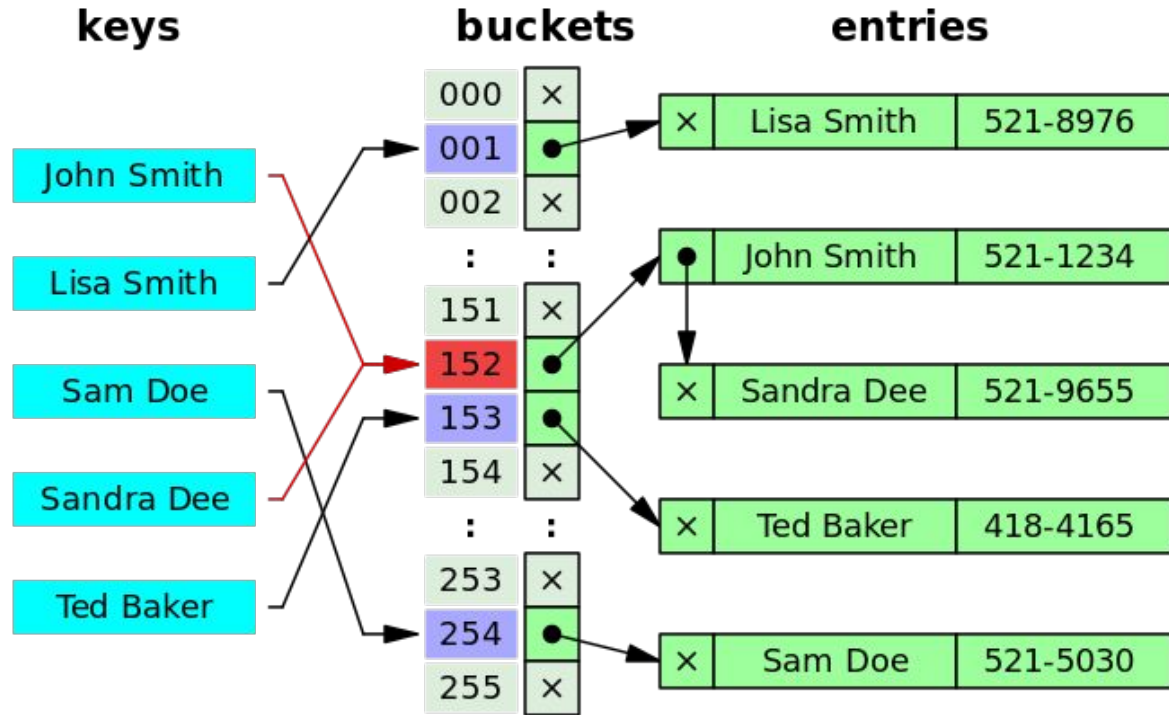 keys
buckets
entries
John Smith
Lisa Smith
Sam Doe
Sandra Dee
Ted Baker
000 ×
001
002 ×
: :
151 ×
152
153
154 ×
: :
253 ×
254
255 ×
× Lisa Smith 521-8976
John Smith 521-1234
× Sandra Dee 521-9655
× Ted Baker 418-4165
× Sam Doe 521-5030